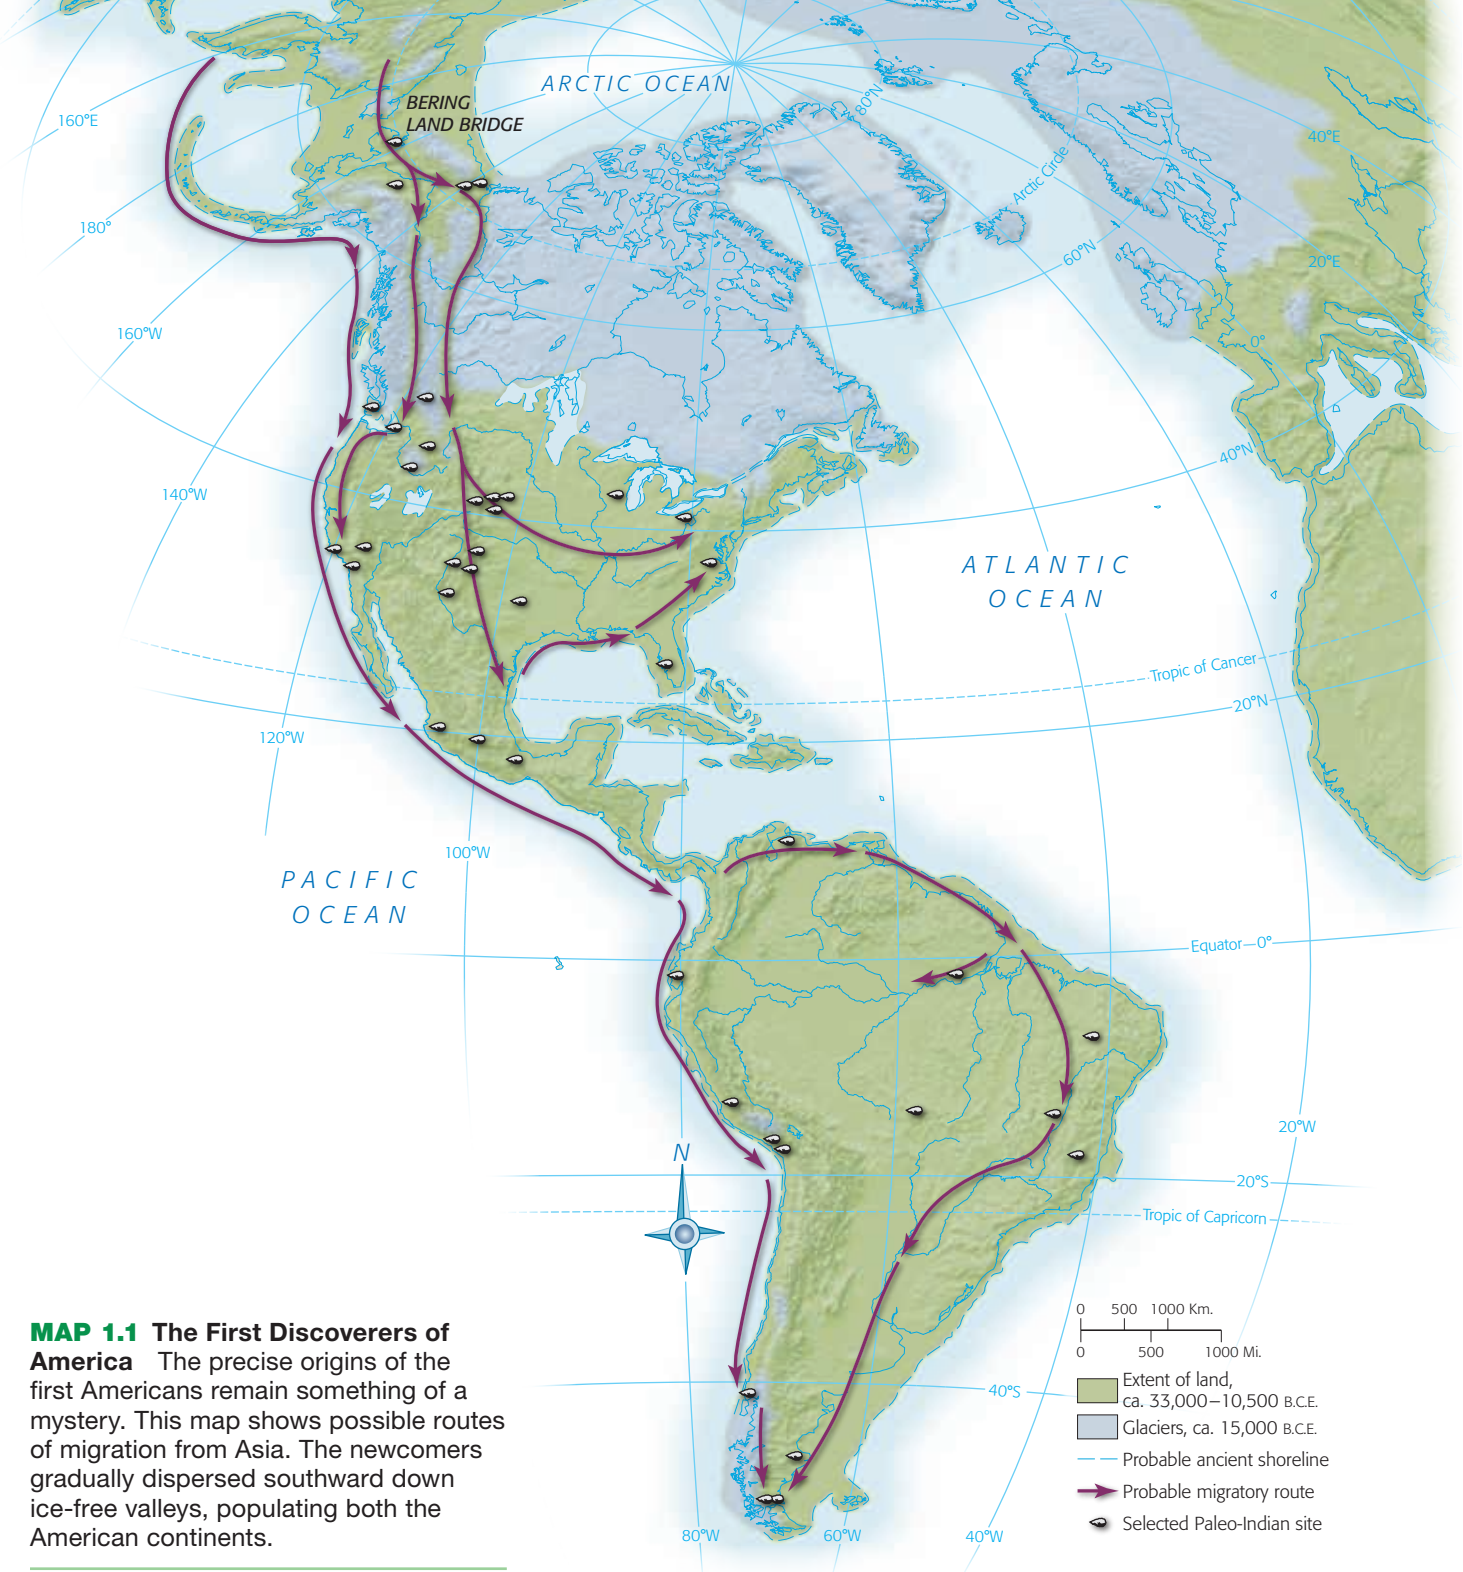 ARCTIC OCEAN
BERING
LAND BRIDGE
80°N
160°E
40°E
Arctic Circle
180°
60°N
20°E
160°W
0°
40°N
140°W
ATLANTIC
OCEAN
Tropic of Cancer
20°N
120°W
100°W
PACIFIC
OCEAN
Equator 0°
20°W
N
20°S
Tropic of Capricorn
40°S
80°W
60°W
40°W
MAP 1.1 The First Discoverers of
America The precise origins of the
first Americans remain something of a
mystery. This map shows possible routes
of migration from Asia. The newcomers
gradually dispersed southward down
ice-free valleys, populating both the
American continents.
0 500 1000 Km.
0 500 1000 Mi.
Extent of land,
ca. 33,000–10,500 B.C.E.
Glaciers, ca. 15,000 B.C.E.
Probable ancient shoreline
Probable migratory route
Selected Paleo-Indian site